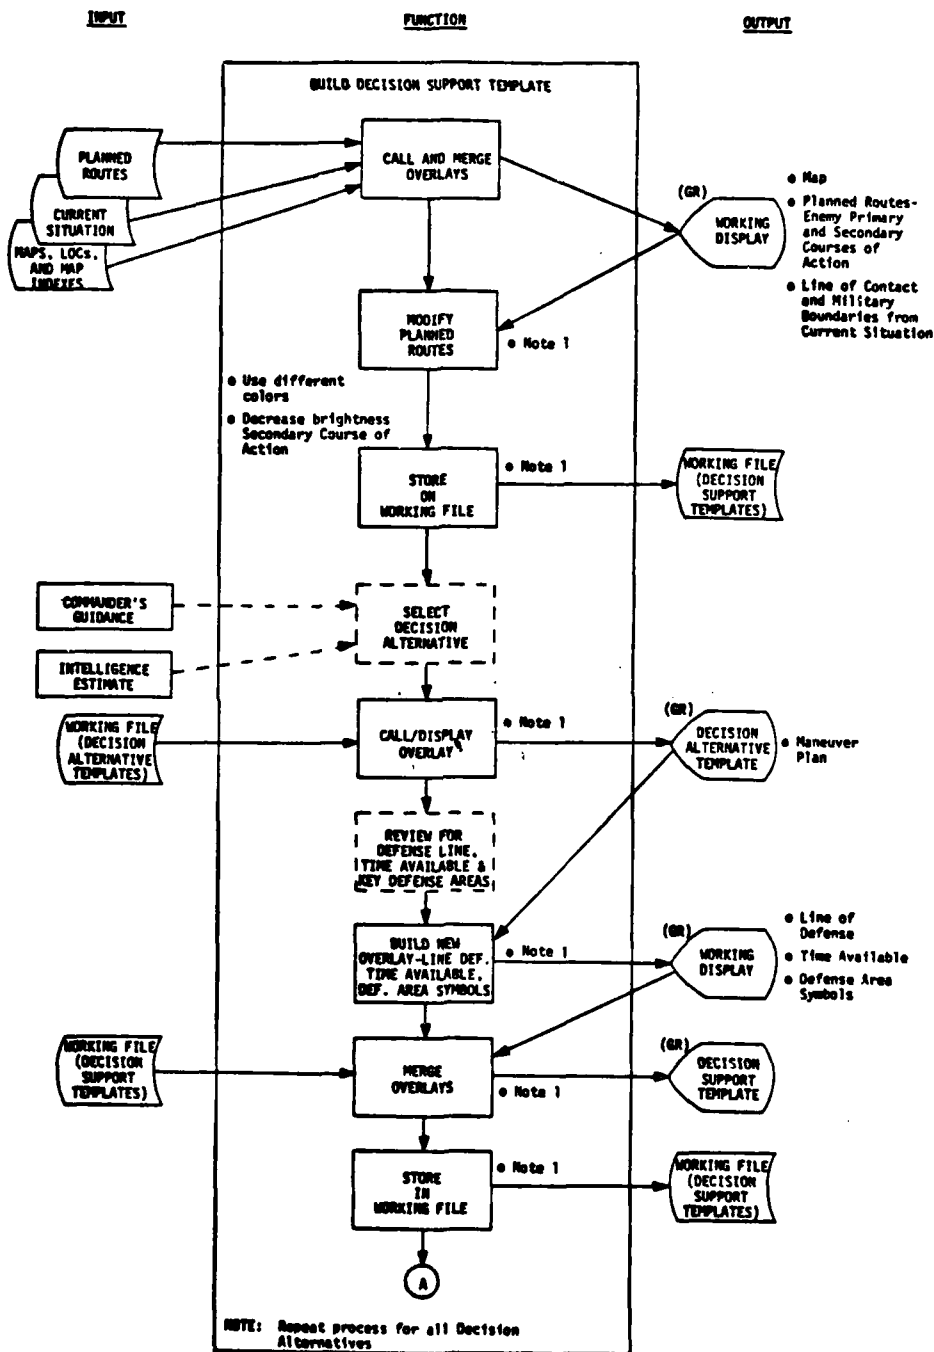 INPUT
FUNCTION
OUTPUT
BUILD DECISION SUPPORT TEMPLATE
PLANNED
ROUTES
CURRENT
SITUATION
MAPS, LOCs,
AND MAP
INDEXES
CALL AND MERGE
OVERLAYS
(GR)
WORKING
DISPLAY
• Map
• Planned Routes-
Enemy Primary
and Secondary
Courses of
Action
• Line of Contact
and Military
Boundaries from
Current Situation
MODIFY
PLANNED
ROUTES
• Note 1
• Use different
colors
• Decrease brightness
Secondary Course of
Action
STORE
ON
WORKING FILE
• Note 1
WORKING FILE
(DECISION
SUPPORT
TEMPLATES)
COMMANDER'S
GUIDANCE
INTELLIGENCE
ESTIMATE
SELECT
DECISION
ALTERNATIVE
WORKING FILE
(DECISION
ALTERNATIVE
TEMPLATES)
CALL/DISPLAY
OVERLAY
• Note 1
(GR)
DECISION
ALTERNATIVE
TEMPLATE
• Maneuver
Plan
REVIEW FOR
DEFENSE LINE,
TIME AVAILABLE &
KEY DEFENSE AREAS
BUILD NEW
OVERLAY-LINE DEF.
TIME AVAILABLE,
DEF. AREA SYMBOLS
• Note 1
(GR)
WORKING
DISPLAY
• Line of
Defense
• Time Available
• Defense Area
Symbols
WORKING FILE
(DECISION
SUPPORT
TEMPLATES)
MERGE
OVERLAYS
• Note 1
(GR)
DECISION
SUPPORT
TEMPLATE
STORE
IN
WORKING FILE
• Note 1
WORKING FILE
(DECISION
SUPPORT
TEMPLATES)
A
NOTE: Repeat process for all Decision
Alternatives